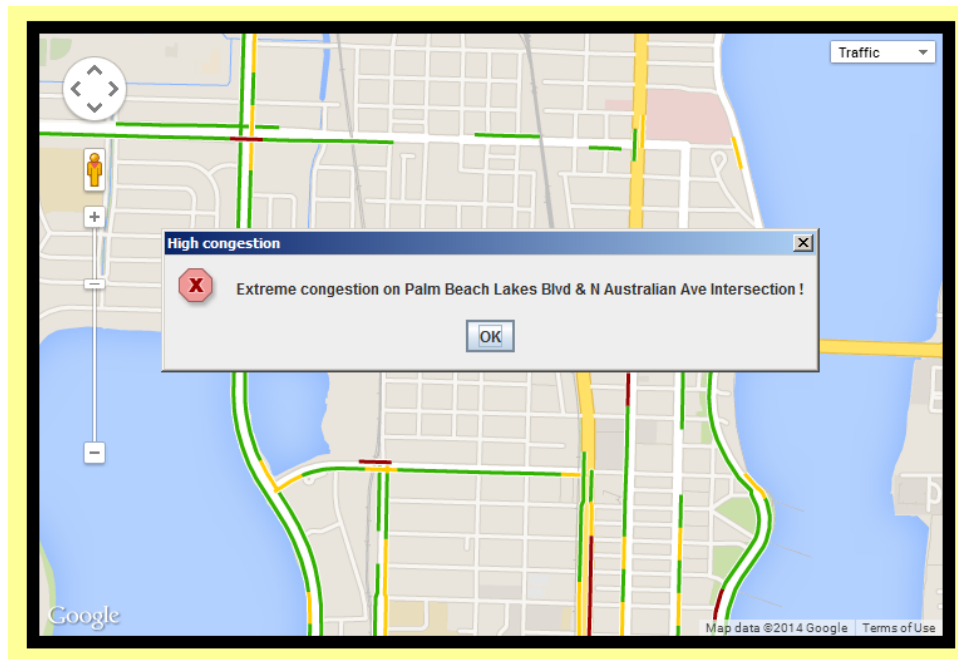 Traffic
High congestion
X
Extreme congestion on Palm Beach Lakes Blvd & N Australian Ave Intersection !
OK
Google
Map data ©2014 Google Terms of Use